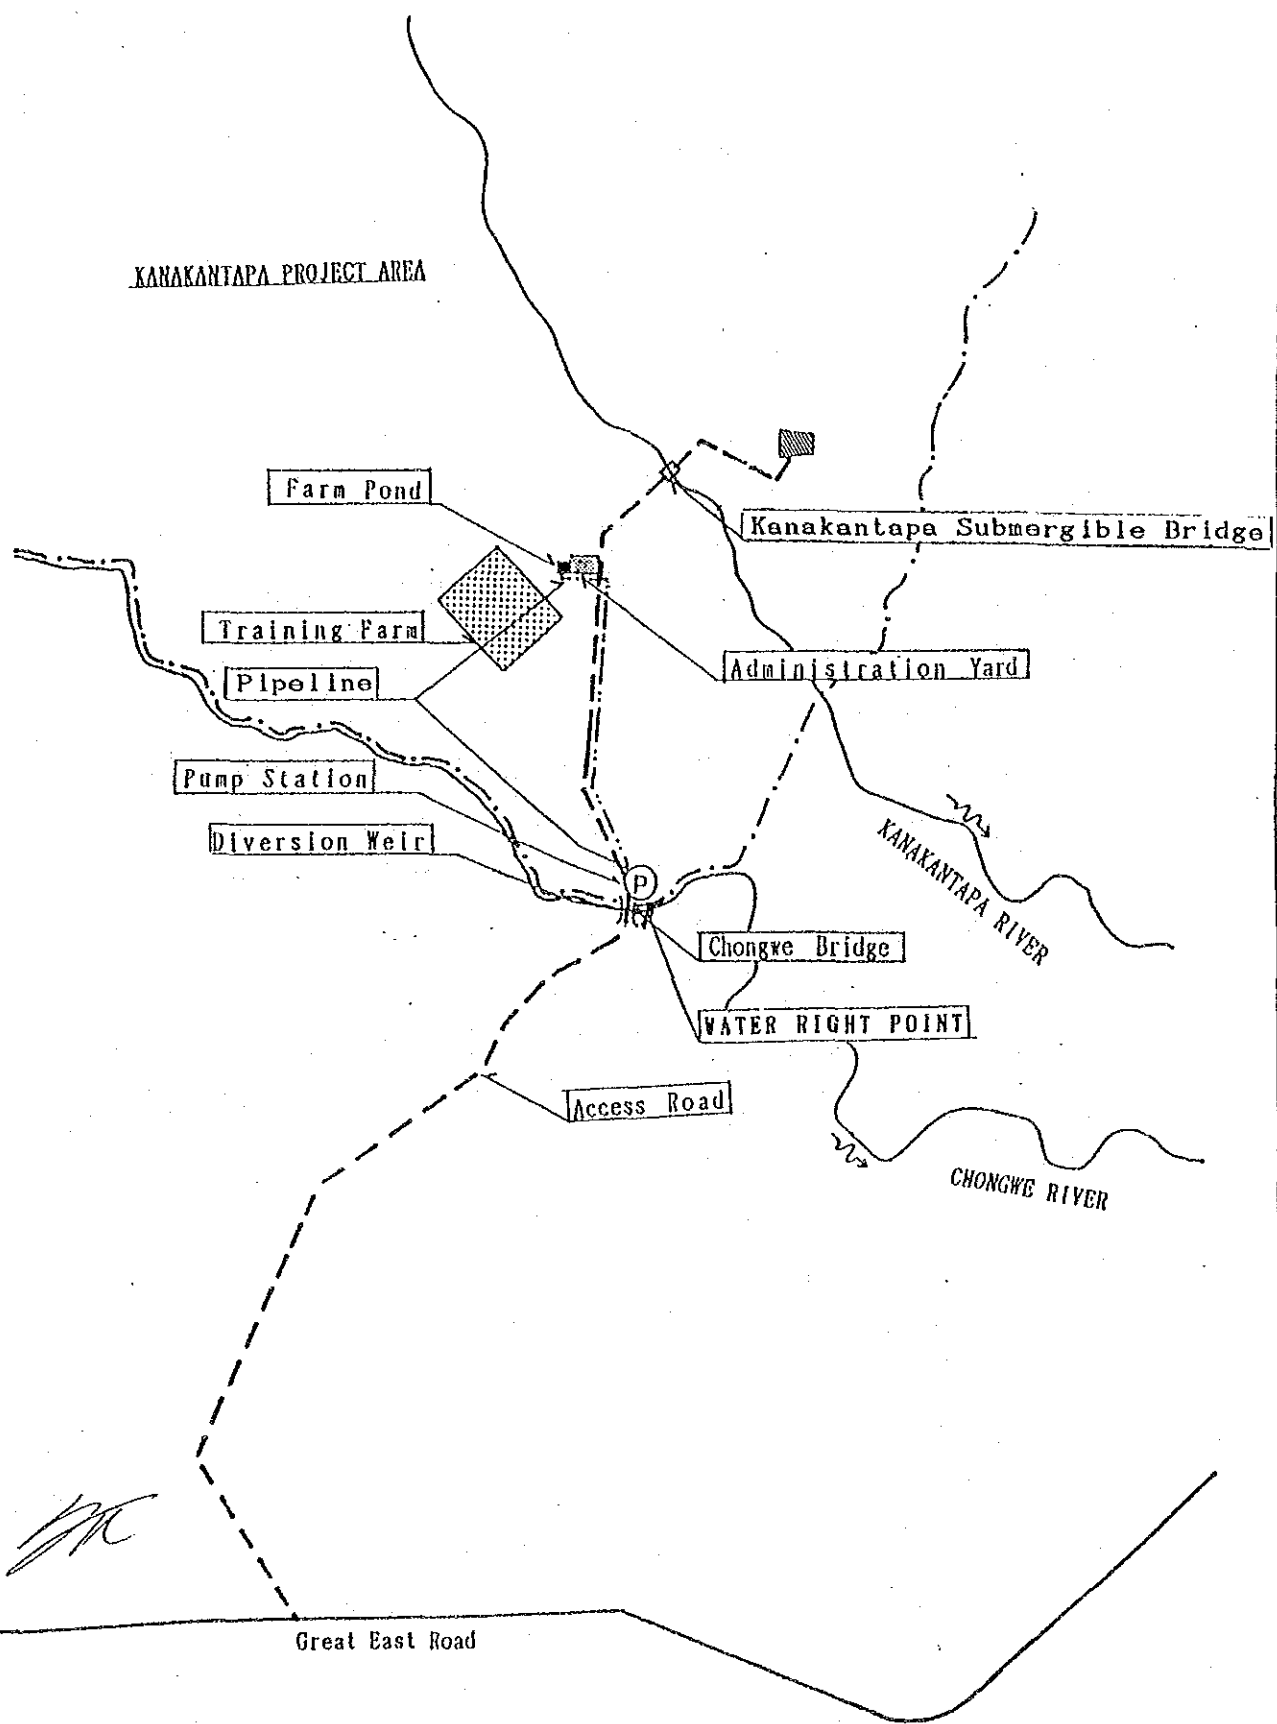 KANAKANTAPA PROJECT AREA
Farm Pond
Kanakantapa Submergible Bridge
Training Farm
Administration Yard
Pipeline
Pump Station
Diversion Weir
KANAKANTAPA RIVER
P
Chongwe Bridge
WATER RIGHT POINT
Access Road
CHONGWE RIVER
Great East Road